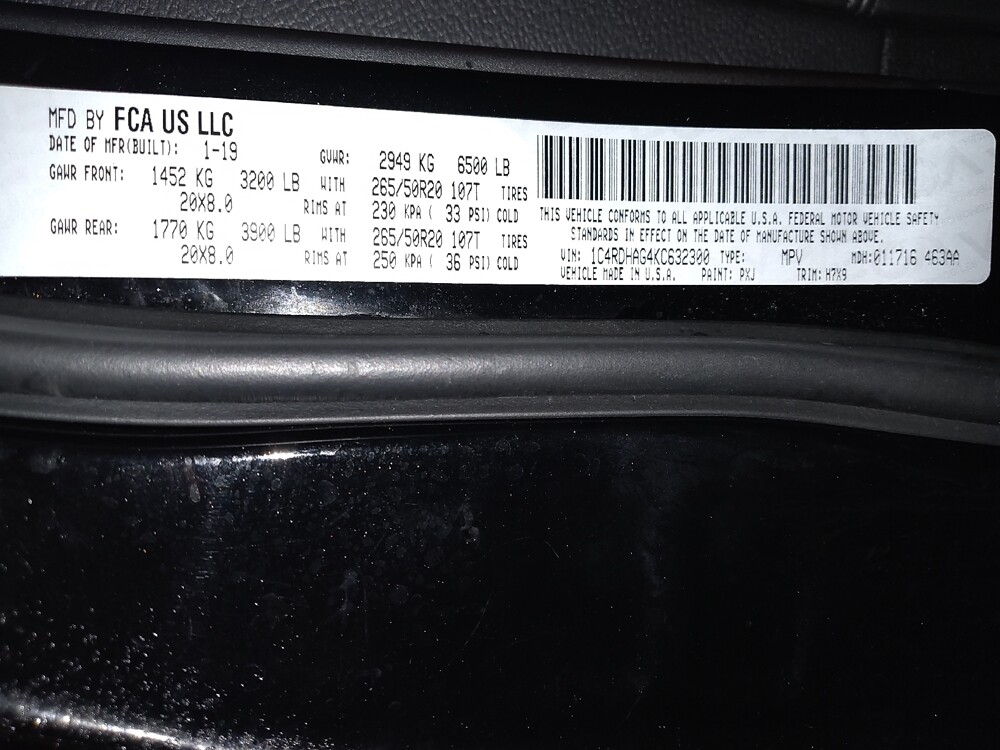 MFD BY FCA US LLC
DATE OF MFR(BUILT): 1-19
GVWR: 2949 KG 6500 LB
GAWR FRONT: 1452 KG 3200 LB WITH 265/50R20 107T TIRES
20X8.0 RIMS AT 230 KPA ( 33 PSI) COLD
GAWR REAR: 1770 KG 3900 LB WITH 265/50R20 107T TIRES
20X8.0 RIMS AT 250 KPA ( 36 PSI) COLD
THIS VEHICLE CONFORMS TO ALL APPLICABLE U.S.A. FEDERAL MOTOR VEHICLE SAFETY
STANDARDS IN EFFECT ON THE DATE OF MANUFACTURE SHOWN ABOVE.
VIN: 1C4RDHAG4KC632300 TYPE: MPV MDH:011716 463AA
VEHICLE MADE IN U.S.A. PAINT: PXJ TRIM: H7X9